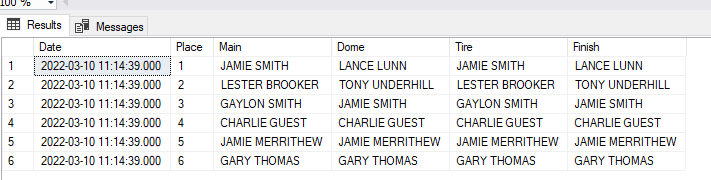 100 %
Results Messages
Date Place Main Dome Tire Finish
1 2022-03-10 11:14:39.000 1 JAMIE SMITH LANCE LUNN JAMIE SMITH LANCE LUNN
2 2022-03-10 11:14:39.000 2 LESTER BROOKER TONY UNDERHILL LESTER BROOKER TONY UNDERHILL
3 2022-03-10 11:14:39.000 3 GAYLON SMITH JAMIE SMITH GAYLON SMITH JAMIE SMITH
4 2022-03-10 11:14:39.000 4 CHARLIE GUEST CHARLIE GUEST CHARLIE GUEST CHARLIE GUEST
5 2022-03-10 11:14:39.000 5 JAMIE MERRITHEW JAMIE MERRITHEW JAMIE MERRITHEW JAMIE MERRITHEW
6 2022-03-10 11:14:39.000 6 GARY THOMAS GARY THOMAS GARY THOMAS GARY THOMAS